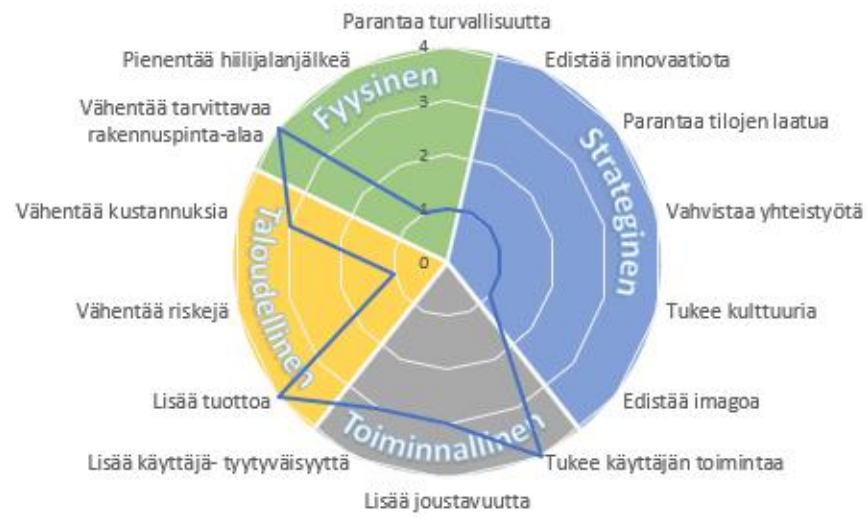 Parantaa turvallisuutta
Edistää innovaatiota
Parantaa tilojen laatua
Vahvistaa yhteistyötä
Tukee kulttuuria
Edistää imagoa
Tukee käyttäjän toimintaa
Lisää joustavuutta
Lisää käyttäjä- tyytyväisyyttä
Lisää tuottoa
Vähentää riskejä
Vähentää kustannuksia
Vähentää tarvittavaa
rakennuspinta-alaa
Pienentää hiilijalanjälkeä
4
3
2
1
0
Fyysinen
Strateginen
Toiminnallinen
Taloudellinen